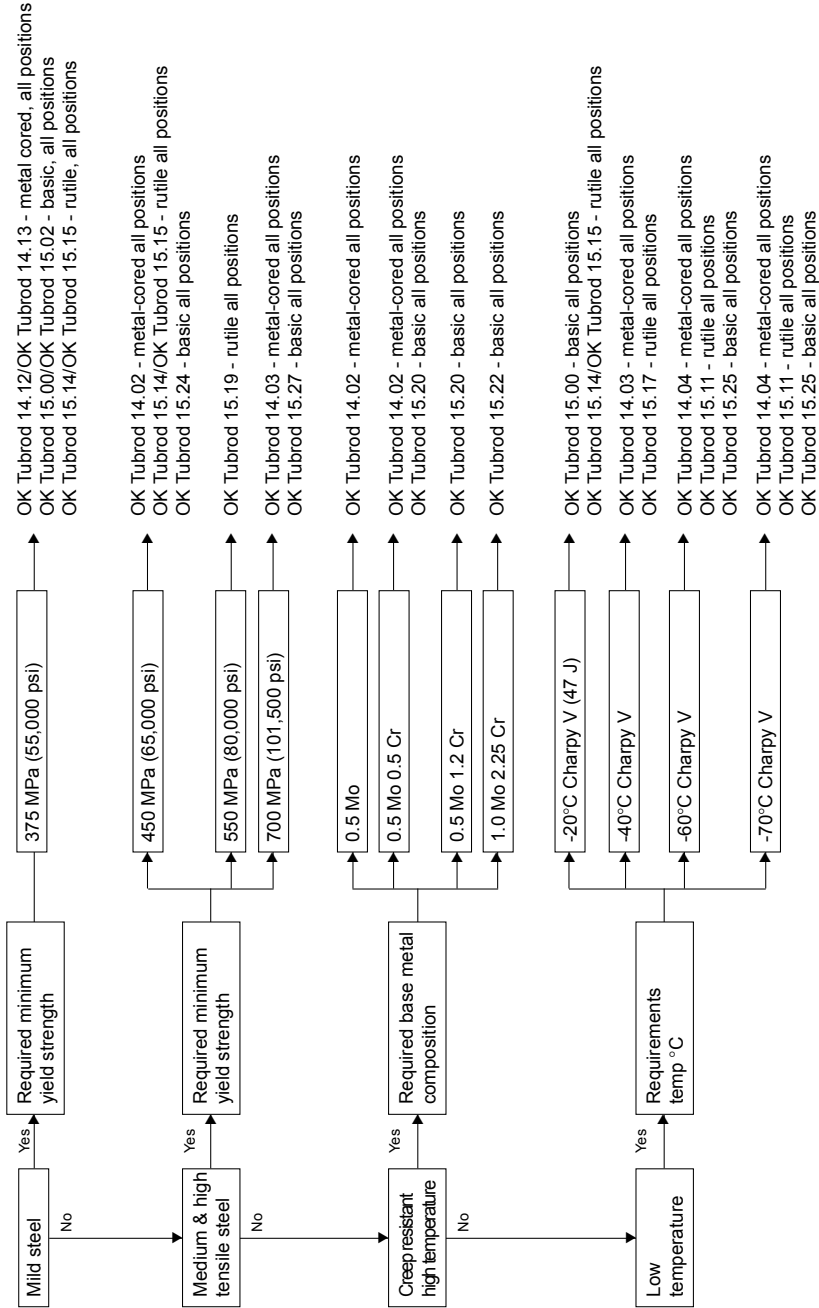 Mild steel
Yes
Required minimum
yield strength
375 MPa (55,000 psi)
OK Tubrod 14.12/OK Tubrod 14.13 - metal cored, all positions
OK Tubrod 15.00/OK Tubrod 15.02 - basic, all positions
OK Tubrod 15.14/OK Tubrod 15.15 - rutile, all positions
No
Medium & high
tensile steel
Yes
Required minimum
yield strength
450 MPa (65,000 psi)
OK Tubrod 14.02 - metal-cored all positions
OK Tubrod 15.14/OK Tubrod 15.15 - rutile all positions
OK Tubrod 15.24 - basic all positions
550 MPa (80,000 psi)
OK Tubrod 15.19 - rutile all positions
700 MPa (101,500 psi)
OK Tubrod 14.03 - metal-cored all positions
OK Tubrod 15.27 - basic all positions
No
Creep resistant
high temperature
Yes
Required base metal
composition
0.5 Mo
OK Tubrod 14.02 - metal-cored all positions
0.5 Mo 0.5 Cr
OK Tubrod 14.02 - metal-cored all positions
OK Tubrod 15.20 - basic all positions
0.5 Mo 1.2 Cr
OK Tubrod 15.20 - basic all positions
1.0 Mo 2.25 Cr
OK Tubrod 15.22 - basic all positions
No
Low
temperature
Yes
Requirements
temp °C
-20°C Charpy V (47 J)
OK Tubrod 15.00 - basic all positions
OK Tubrod 15.14/OK Tubrod 15.15 - rutile all positions
-40°C Charpy V
OK Tubrod 14.03 - metal-cored all positions
OK Tubrod 15.17 - rutile all positions
-60°C Charpy V
OK Tubrod 14.04 - metal-cored all positions
OK Tubrod 15.11 - rutile all positions
OK Tubrod 15.25 - basic all positions
-70°C Charpy V
OK Tubrod 14.04 - metal-cored all positions
OK Tubrod 15.11 - rutile all positions
OK Tubrod 15.25 - basic all positions